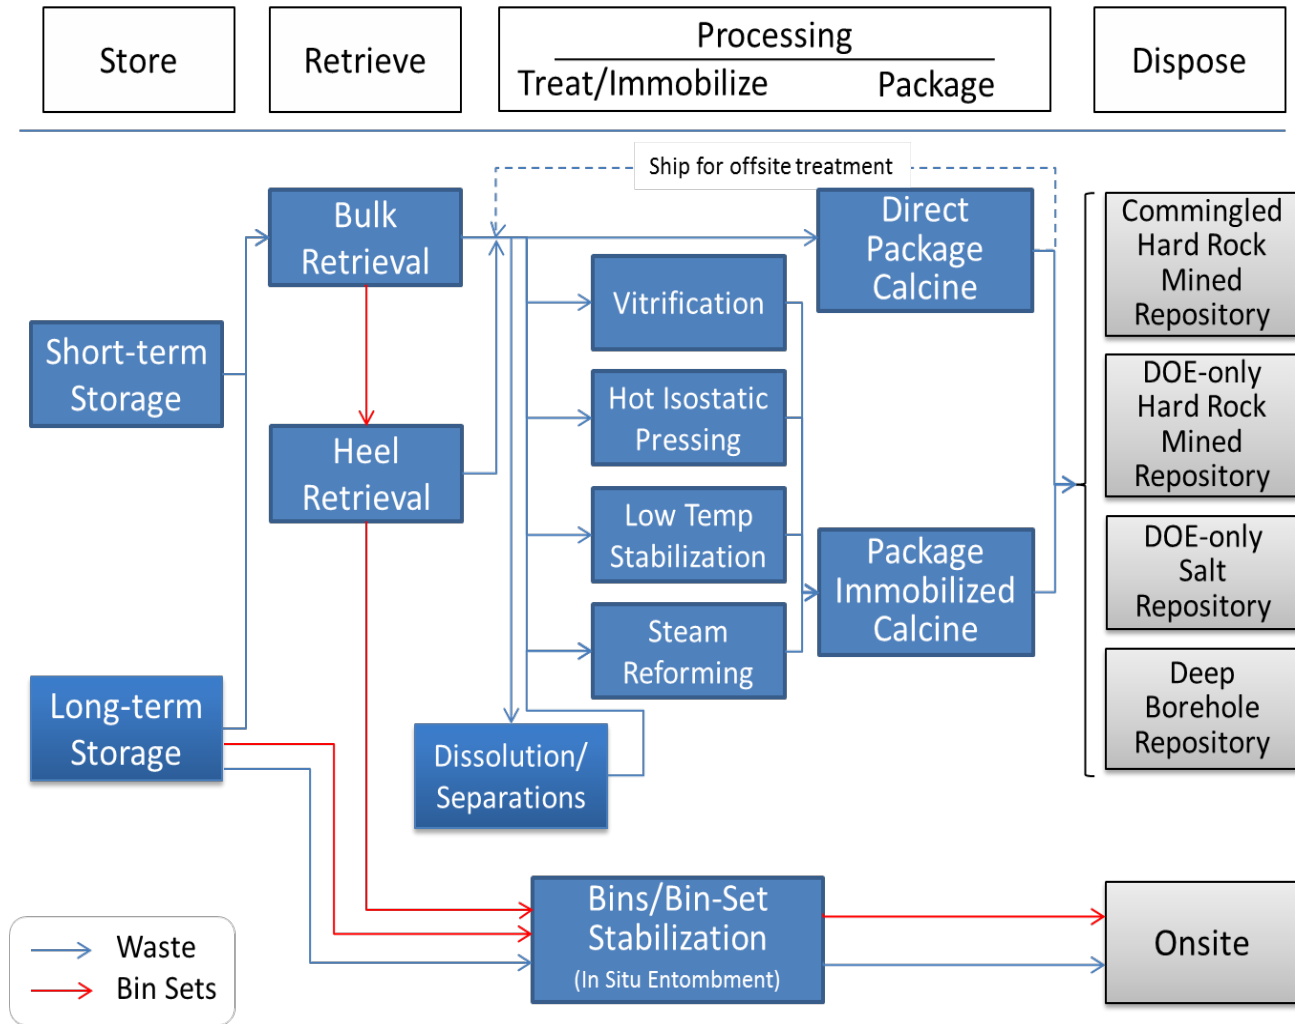 Store
Retrieve
Processing
Treat/Immobilize
Package
Dispose
Ship for offsite treatment
Bulk
Retrieval
Direct
Package
Calcine
Commingled
Hard Rock
Mined
Repository
Vitrification
Short-term
Storage
Hot Isostatic
Pressing
DOE-only
Hard Rock
Mined
Repository
Heel
Retrieval
Low Temp
Stabilization
Package
Immobilized
Calcine
DOE-only
Salt
Repository
Steam
Reforming
Long-term
Storage
Deep
Borehole
Repository
Dissolution/
Separations
Bins/Bin-Set
Stabilization
(In Situ Entombment)
Onsite
Waste
Bin Sets